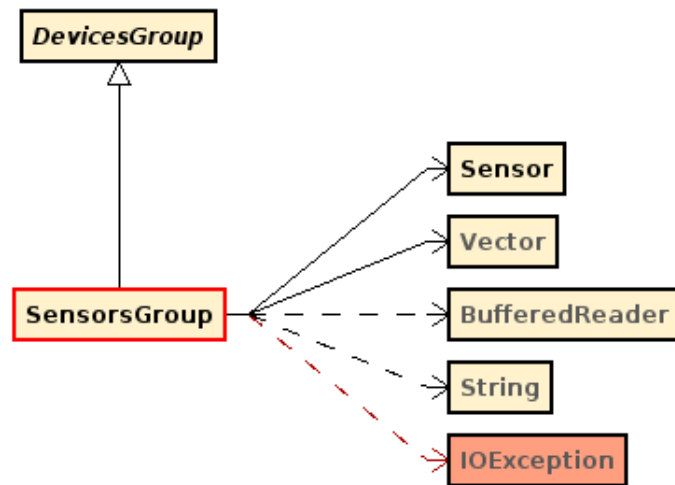 DevicesGroup
Sensor
Vector
SensorsGroup
BufferedReader
String
IOException